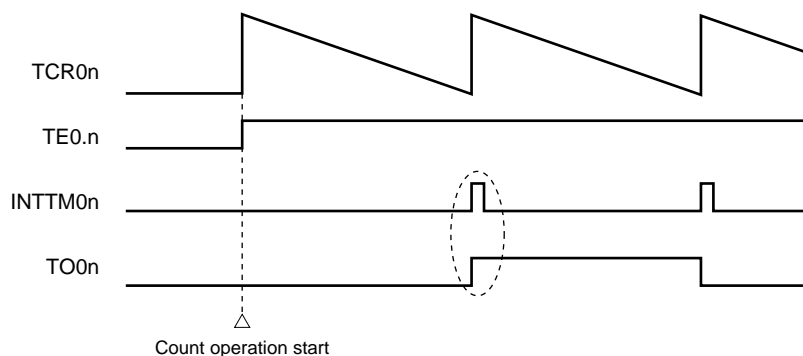 TCR0n
TE0.n
INTTM0n
TO0n
Count operation start